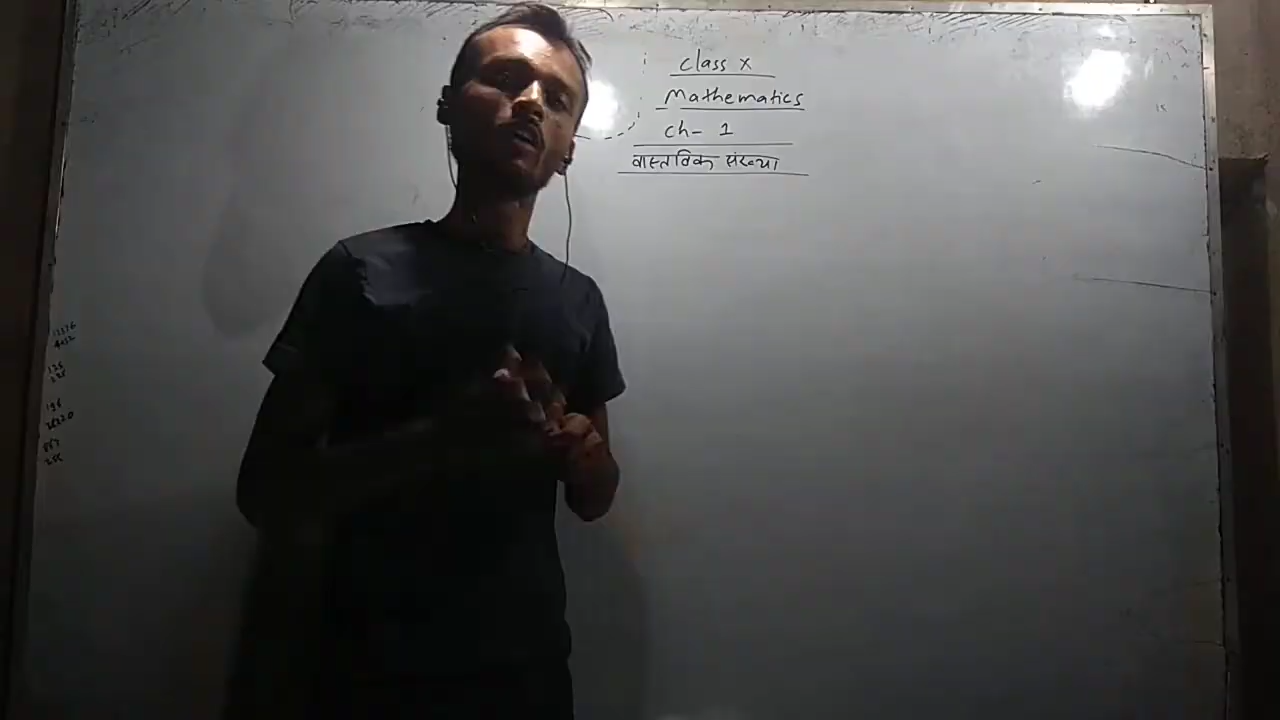 class x
Mathematics
ch- 1
वास्तविक संख्या